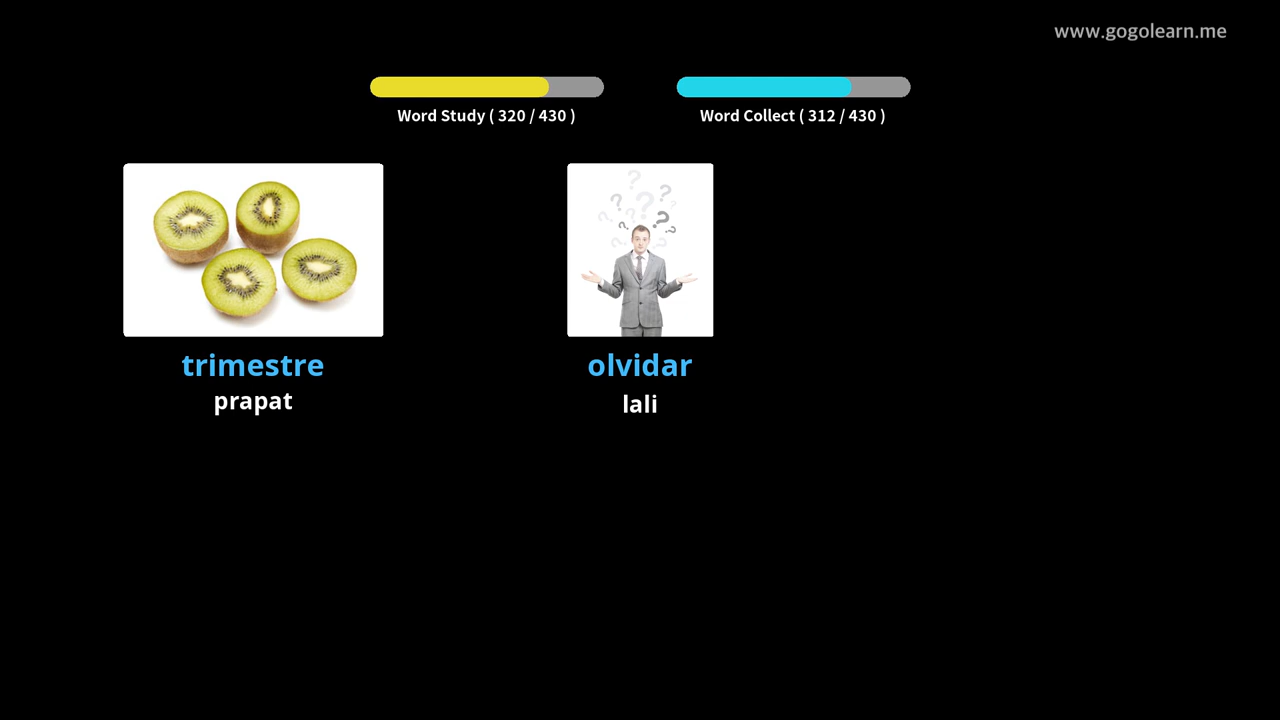 www.gogolearn.me
Word Study ( 320 / 430 )
Word Collect ( 312 / 430 )
trimestre
prapat
olvidar
lali